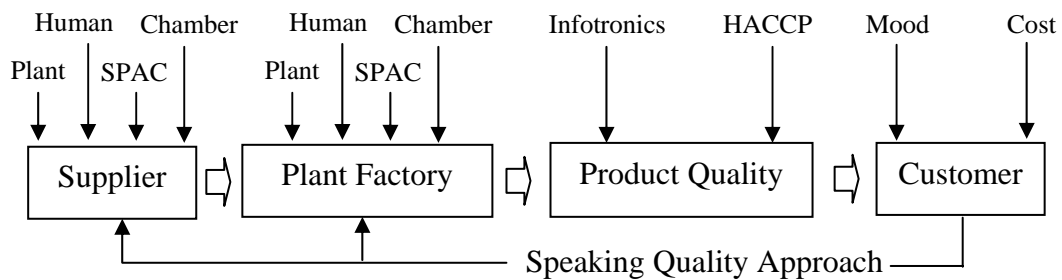 Human Chamber Human Chamber Infotronics HACCP Mood Cost
Plant SPAC Plant SPAC
Supplier Plant Factory Product Quality Customer
Speaking Quality Approach